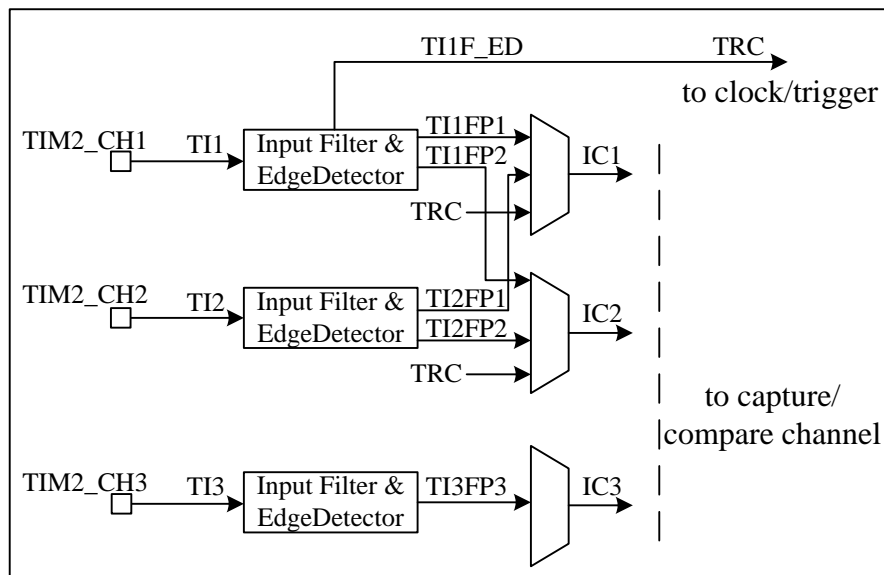 TI1F_ED
TRC
to clock/trigger
TIM2_CH1
TI1
Input Filter &
EdgeDetector
TI1FP1
TI1FP2
TRC
IC1
TIM2_CH2
TI2
Input Filter &
EdgeDetector
TI2FP1
TI2FP2
TRC
IC2
to capture/
compare channel
TIM2_CH3
TI3
Input Filter &
EdgeDetector
TI3FP3
IC3